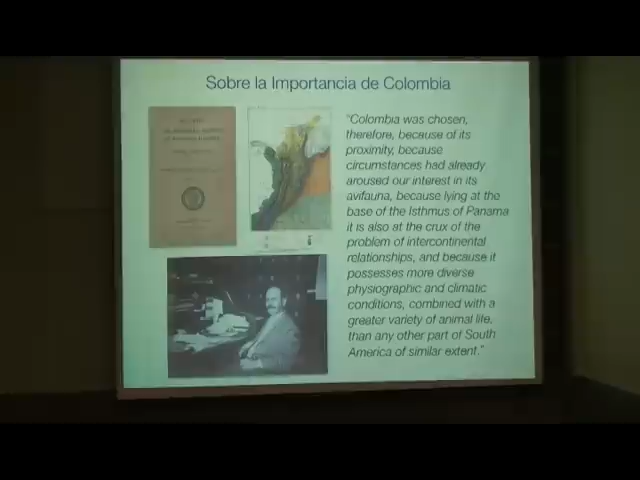 Sobre la Importancia de Colombia
"Colombia was chosen,
therefore, because of its
proximity, because
circumstances had already
aroused our interest in its
avifauna, because lying at the
base of the Isthmus of Panama
it is also at the crux of the
problem of intercontinental
relationships, and because it
possesses more diverse
physiographic and climatic
conditions, combined with a
greater variety of animal life,
than any other part of South
America of similar extent."